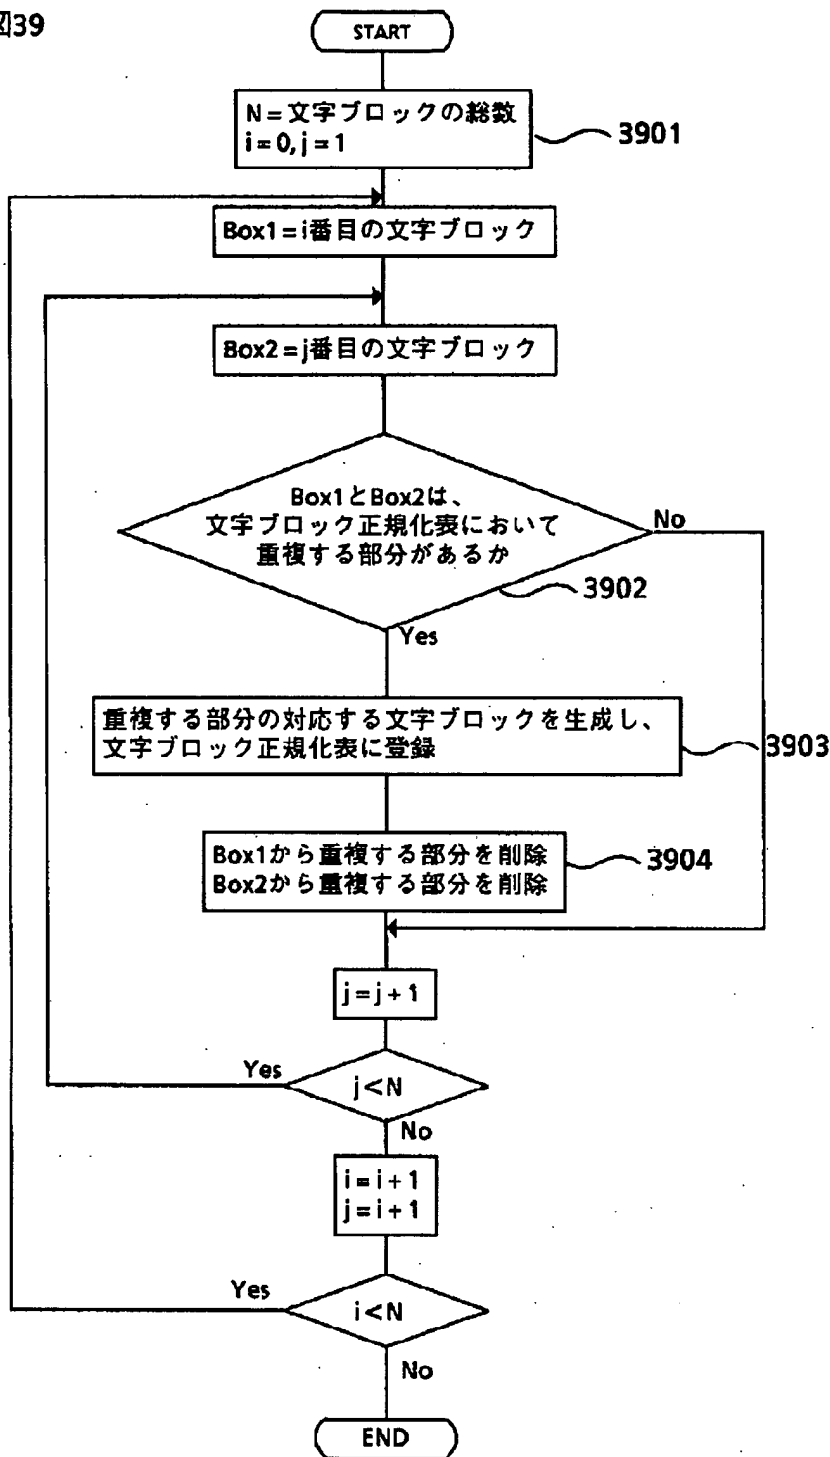 図39
START
N=文字ブロックの総数
i=0, j=1
3901
Box1=i番目の文字ブロック
Box2=j番目の文字ブロック
Box1とBox2は、
文字ブロック正規化表において
重複する部分があるか
No
3902
Yes
重複する部分の対応する文字ブロックを生成し、
文字ブロック正規化表に登録
3903
Box1から重複する部分を削除
Box2から重複する部分を削除
3904
j=j+1
Yes
j<N
No
i=i+1
j=i+1
Yes
i<N
No
END